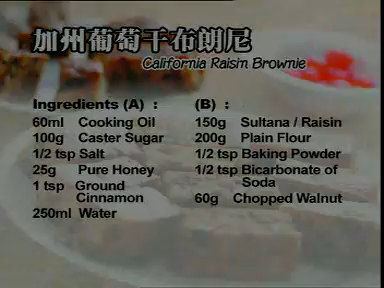 加州葡萄干布朗尼
California Raisin Brownie
Ingredients (A) :
60ml Cooking Oil
100g Caster Sugar
1/2 tsp Salt
25g Pure Honey
1 tsp Ground
Cinnamon
250ml Water
(B) :
150g Sultana / Raisin
200g Plain Flour
1/2 tsp Baking Powder
1/2 tsp Bicarbonate of
Soda
60g Chopped Walnut